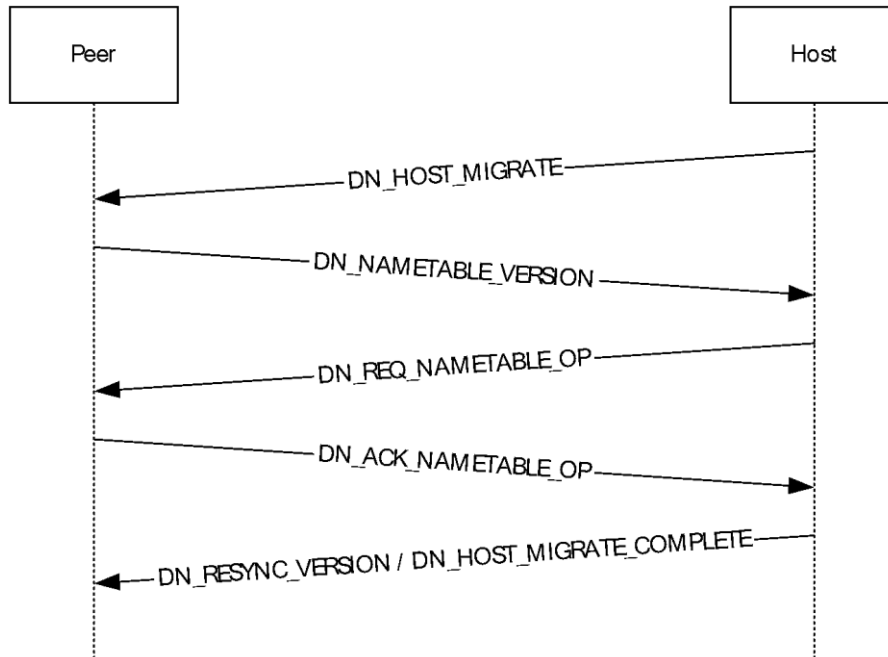 Peer
Host
DN_HOST_MIGRATE
DN_NAMETABLE_VERSION
DN_REQ_NAMETABLE_OP
DN_ACK_NAMETABLE_OP
DN_RESYNC_VERSION / DN_HOST_MIGRATE_COMPLETE